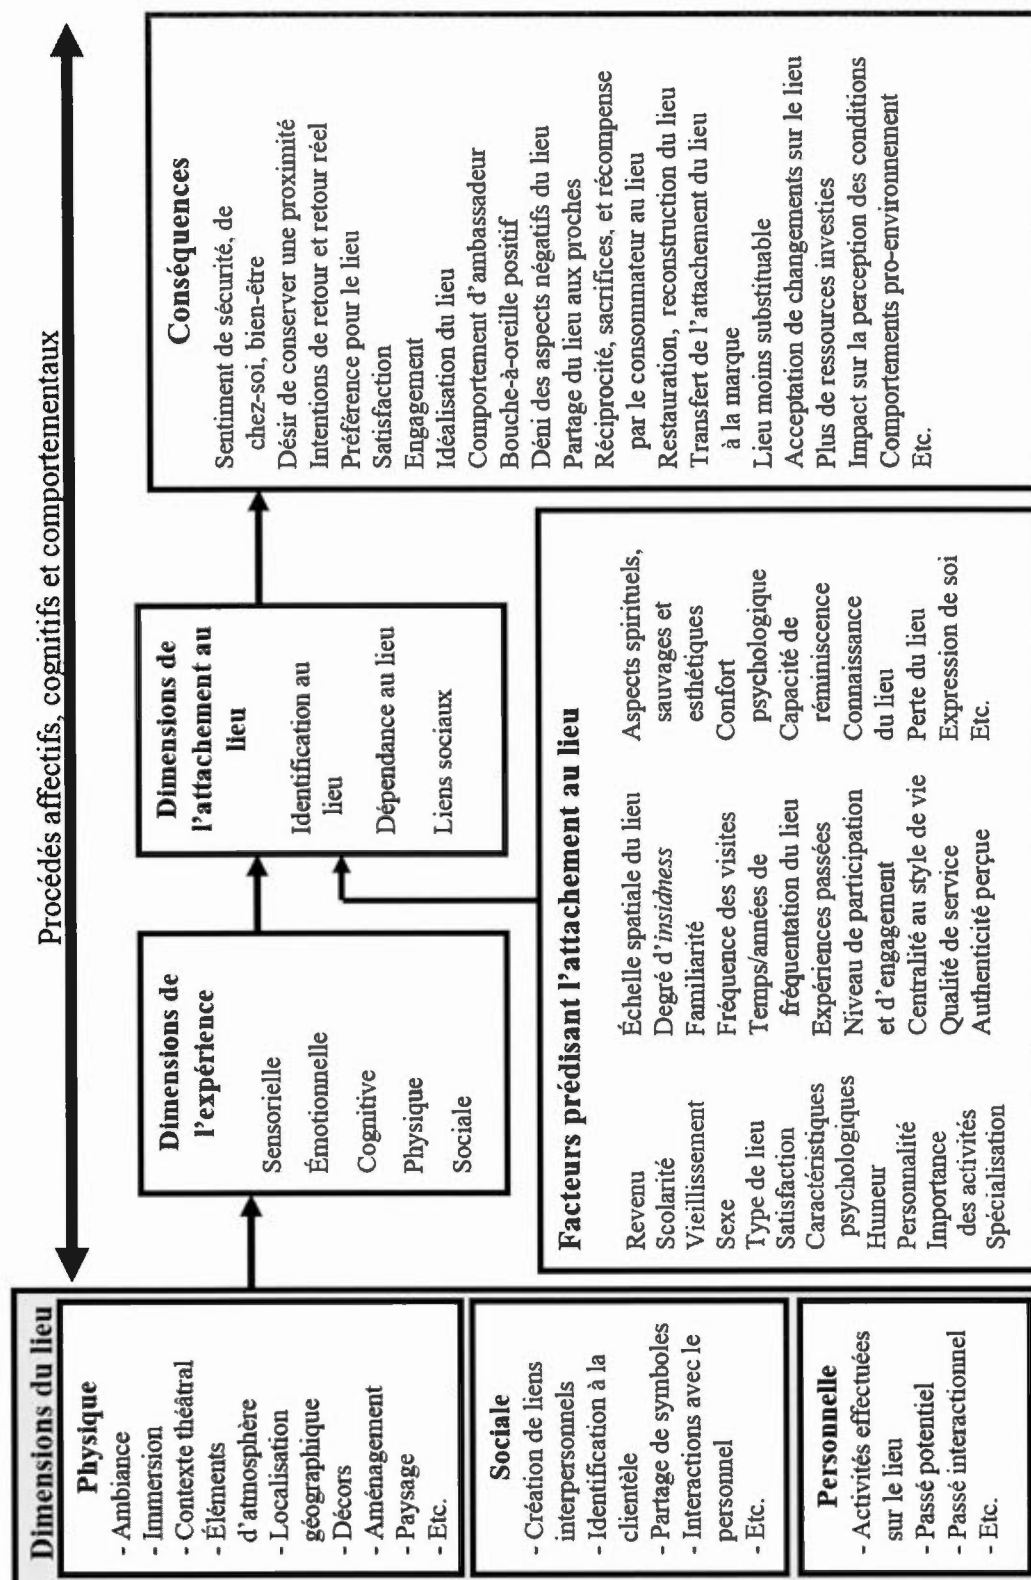 Procédés affectifs, cognitifs et comportementaux
Dimensions du lieu
Physique
- Ambiance
- Immersion
- Contexte théâtral
- Éléments
d'atmosphère
- Localisation
géographique
- Décors
- Aménagement
- Paysage
- Etc.
Sociale
- Création de liens
interpersonnels
- Identification à la
clientèle
- Partage de symboles
- Interactions avec le
personnel
- Etc.
Personnelle
- Activités effectuées
sur le lieu
- Passé potentiel
- Passé interactionnel
- Etc.
Dimensions de
l'expérience
Sensorielle
Émotionnelle
Cognitive
Physique
Sociale
Dimensions de
l'attachement au
lieu
Identification au
lieu
Dépendance au lieu
Liens sociaux
Facteurs prédisant l'attachement au lieu
Revenu
Scolarité
Vieillissement
Sexe
Type de lieu
Satisfaction
Caractéristiques
psychologiques
Humeur
Personnalité
Importance
des activités
Spécialisation
Échelle spatiale du lieu
Degré d'insidness
Familiarité
Fréquence des visites
Temps/années de
fréquentation du lieu
Expériences passées
Niveau de participation
et d'engagement
Centralité au style de vie
Qualité de service
Authenticité perçue
Aspects spirituels,
sauvages et
esthétiques
Confort
psychologique
Capacité de
réminiscence
Connaissance
du lieu
Perte du lieu
Expression de soi
Etc.
Conséquences
Sentiment de sécurité, de
chez-soi, bien-être
Désir de conserver une proximité
Intentions de retour et retour réel
Préférence pour le lieu
Satisfaction
Engagement
Idéalisation du lieu
Comportement d'ambassadeur
Bouche-à-oreille positif
Déni des aspects négatifs du lieu
Partage du lieu aux proches
Réciprocité, sacrifices, et récompense
par le consommateur au lieu
Restauration, reconstruction du lieu
Transfert de l'attachement du lieu
à la marque
Lieu moins substituable
Acceptation de changements sur le lieu
Plus de ressources investies
Impact sur la perception des conditions
Comportements pro-environnement
Etc.